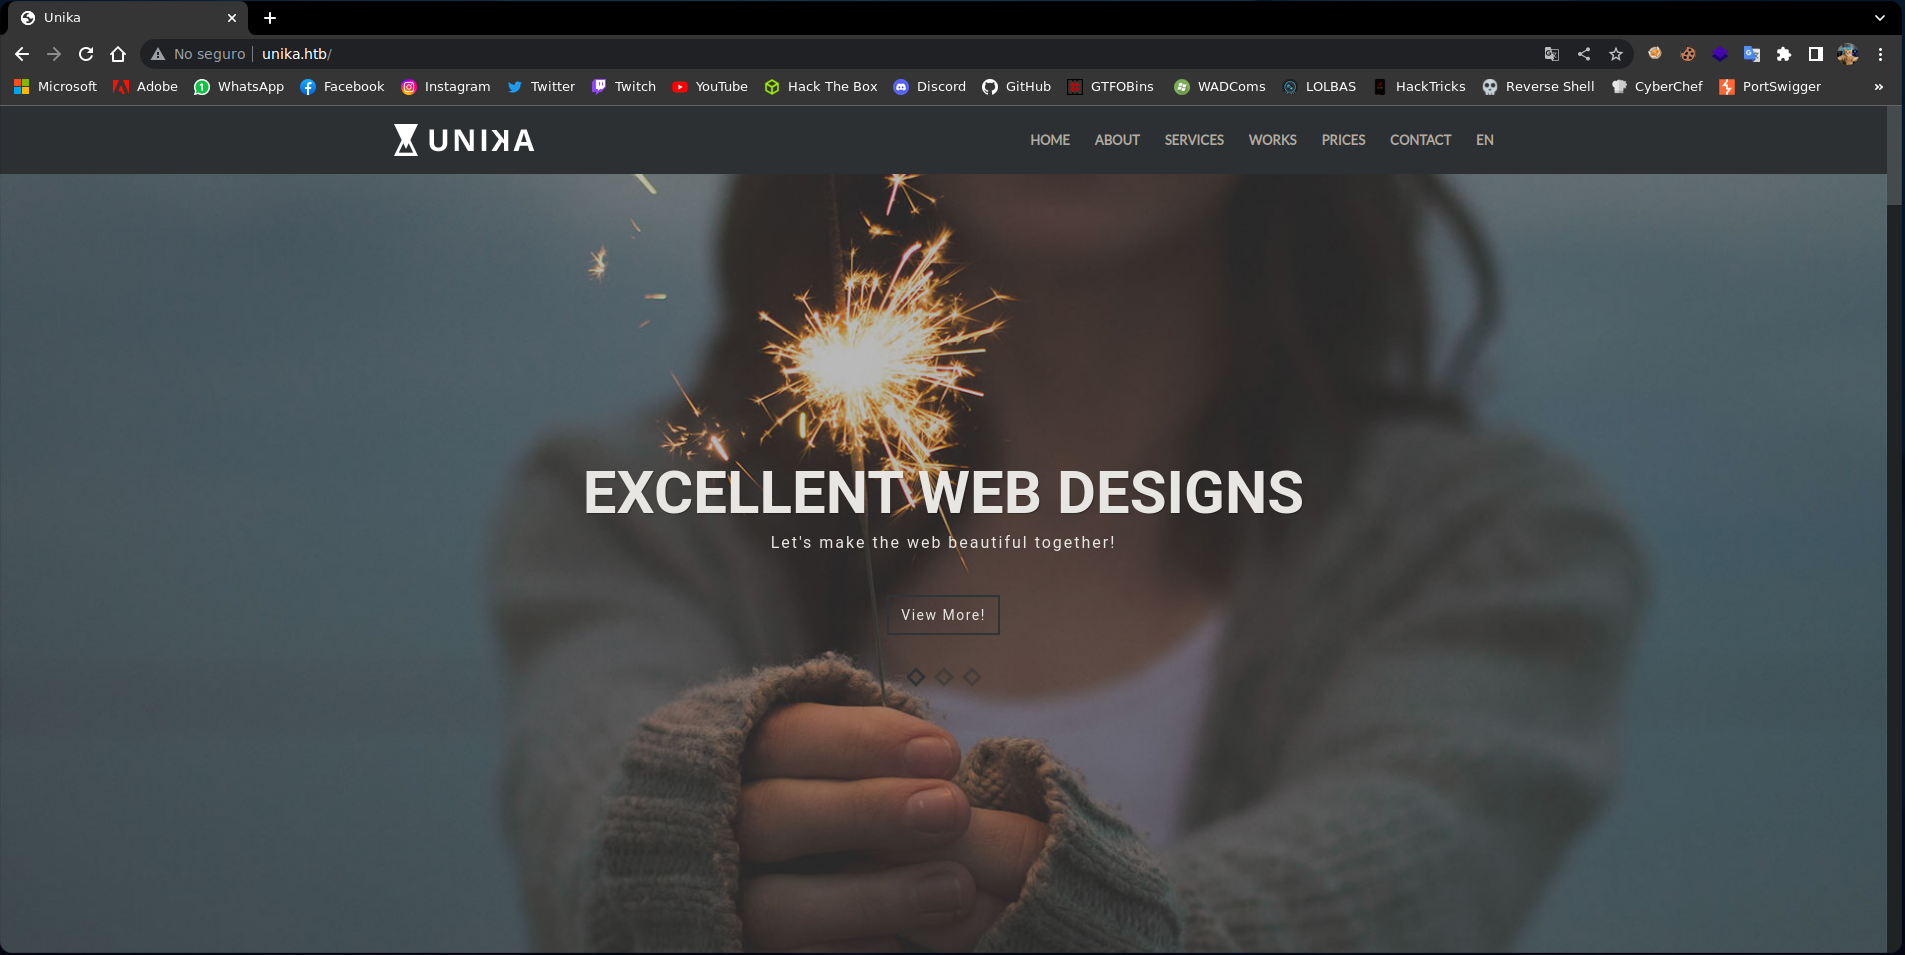 Unika
No seguro
unika.htb/
Microsoft
Adobe
WhatsApp
Facebook
Instagram
Twitter
Twitch
YouTube
Hack The Box
Discord
GitHub
GTFOBins
WADComs
LOLBAS
HackTricks
Reverse Shell
CyberChef
PortSwigger
»
UNIKA
HOME
ABOUT
SERVICES
WORKS
PRICES
CONTACT
EN
EXCELLENT WEB DESIGNS
Let's make the web beautiful together!
View More!